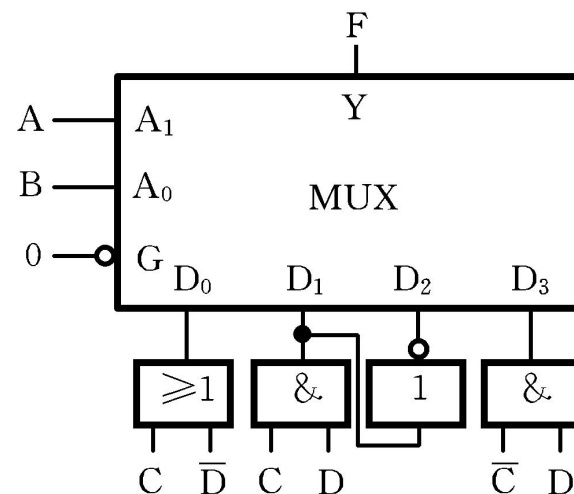 F
Y
A A₁
B A₀
MUX
0 G
D₀ D₁ D₂ D₃
≥1 & 1 &
C D̅ C D C̅ D